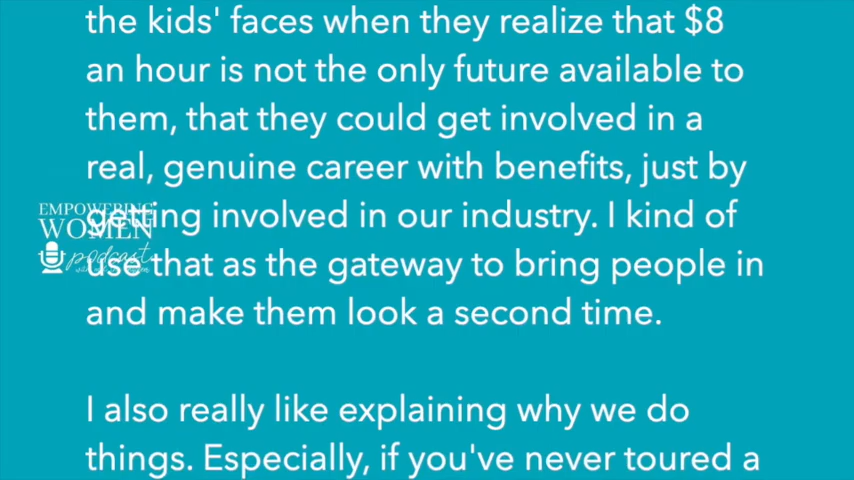 the kids' faces when they realize that $8
an hour is not the only future available to
them, that they could get involved in a
real, genuine career with benefits, just by
getting involved in our industry. I kind of
use that as the gateway to bring people in
and make them look a second time.
I also really like explaining why we do
things. Especially, if you've never toured a
EMPOWERING
WOMEN
podcast